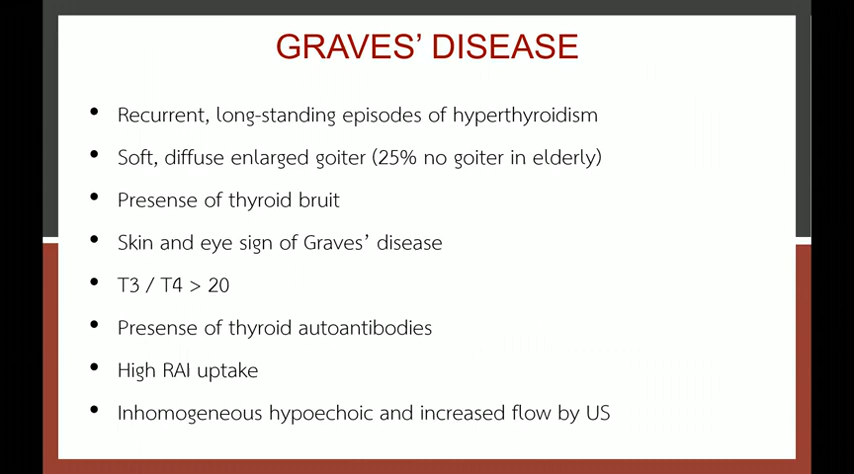 GRAVES’ DISEASE
• Recurrent, long-standing episodes of hyperthyroidism
• Soft, diffuse enlarged goiter (25% no goiter in elderly)
• Presense of thyroid bruit
• Skin and eye sign of Graves’ disease
• T3 / T4 > 20
• Presense of thyroid autoantibodies
• High RAI uptake
• Inhomogeneous hypoechoic and increased flow by US